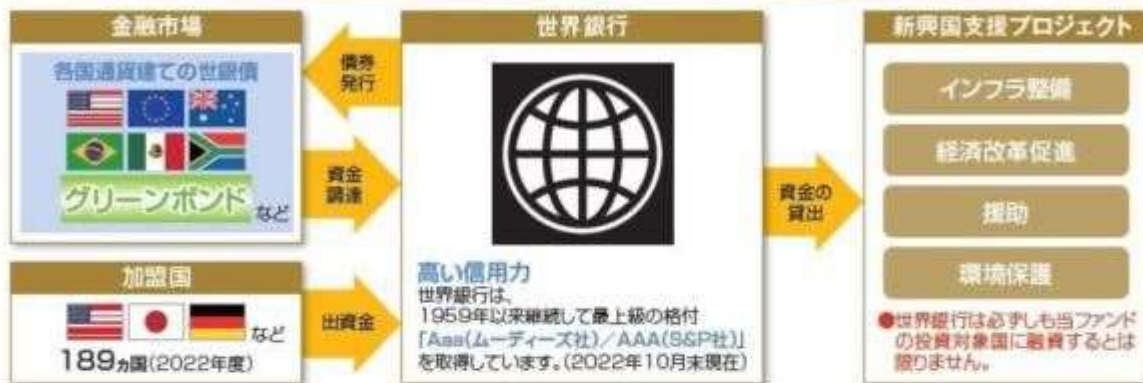 金融市場
各国通貨建ての世銀債
グリーンボンド など
加盟国
など
189ヵ国(2022年度)
債券
発行
資金
調達
出資金
世界銀行
高い信用力
世界銀行は、
1959年以来継続して最上級の格付
「Aaa(ムーディーズ社)/AAA(S&P社)」
を取得しています。(2022年10月末現在)
資金の
貸出
新興国支援プロジェクト
インフラ整備
経済改革促進
援助
環境保護
●世界銀行は必ずしも当ファンド
の投資対象国に融資するとは
限りません。